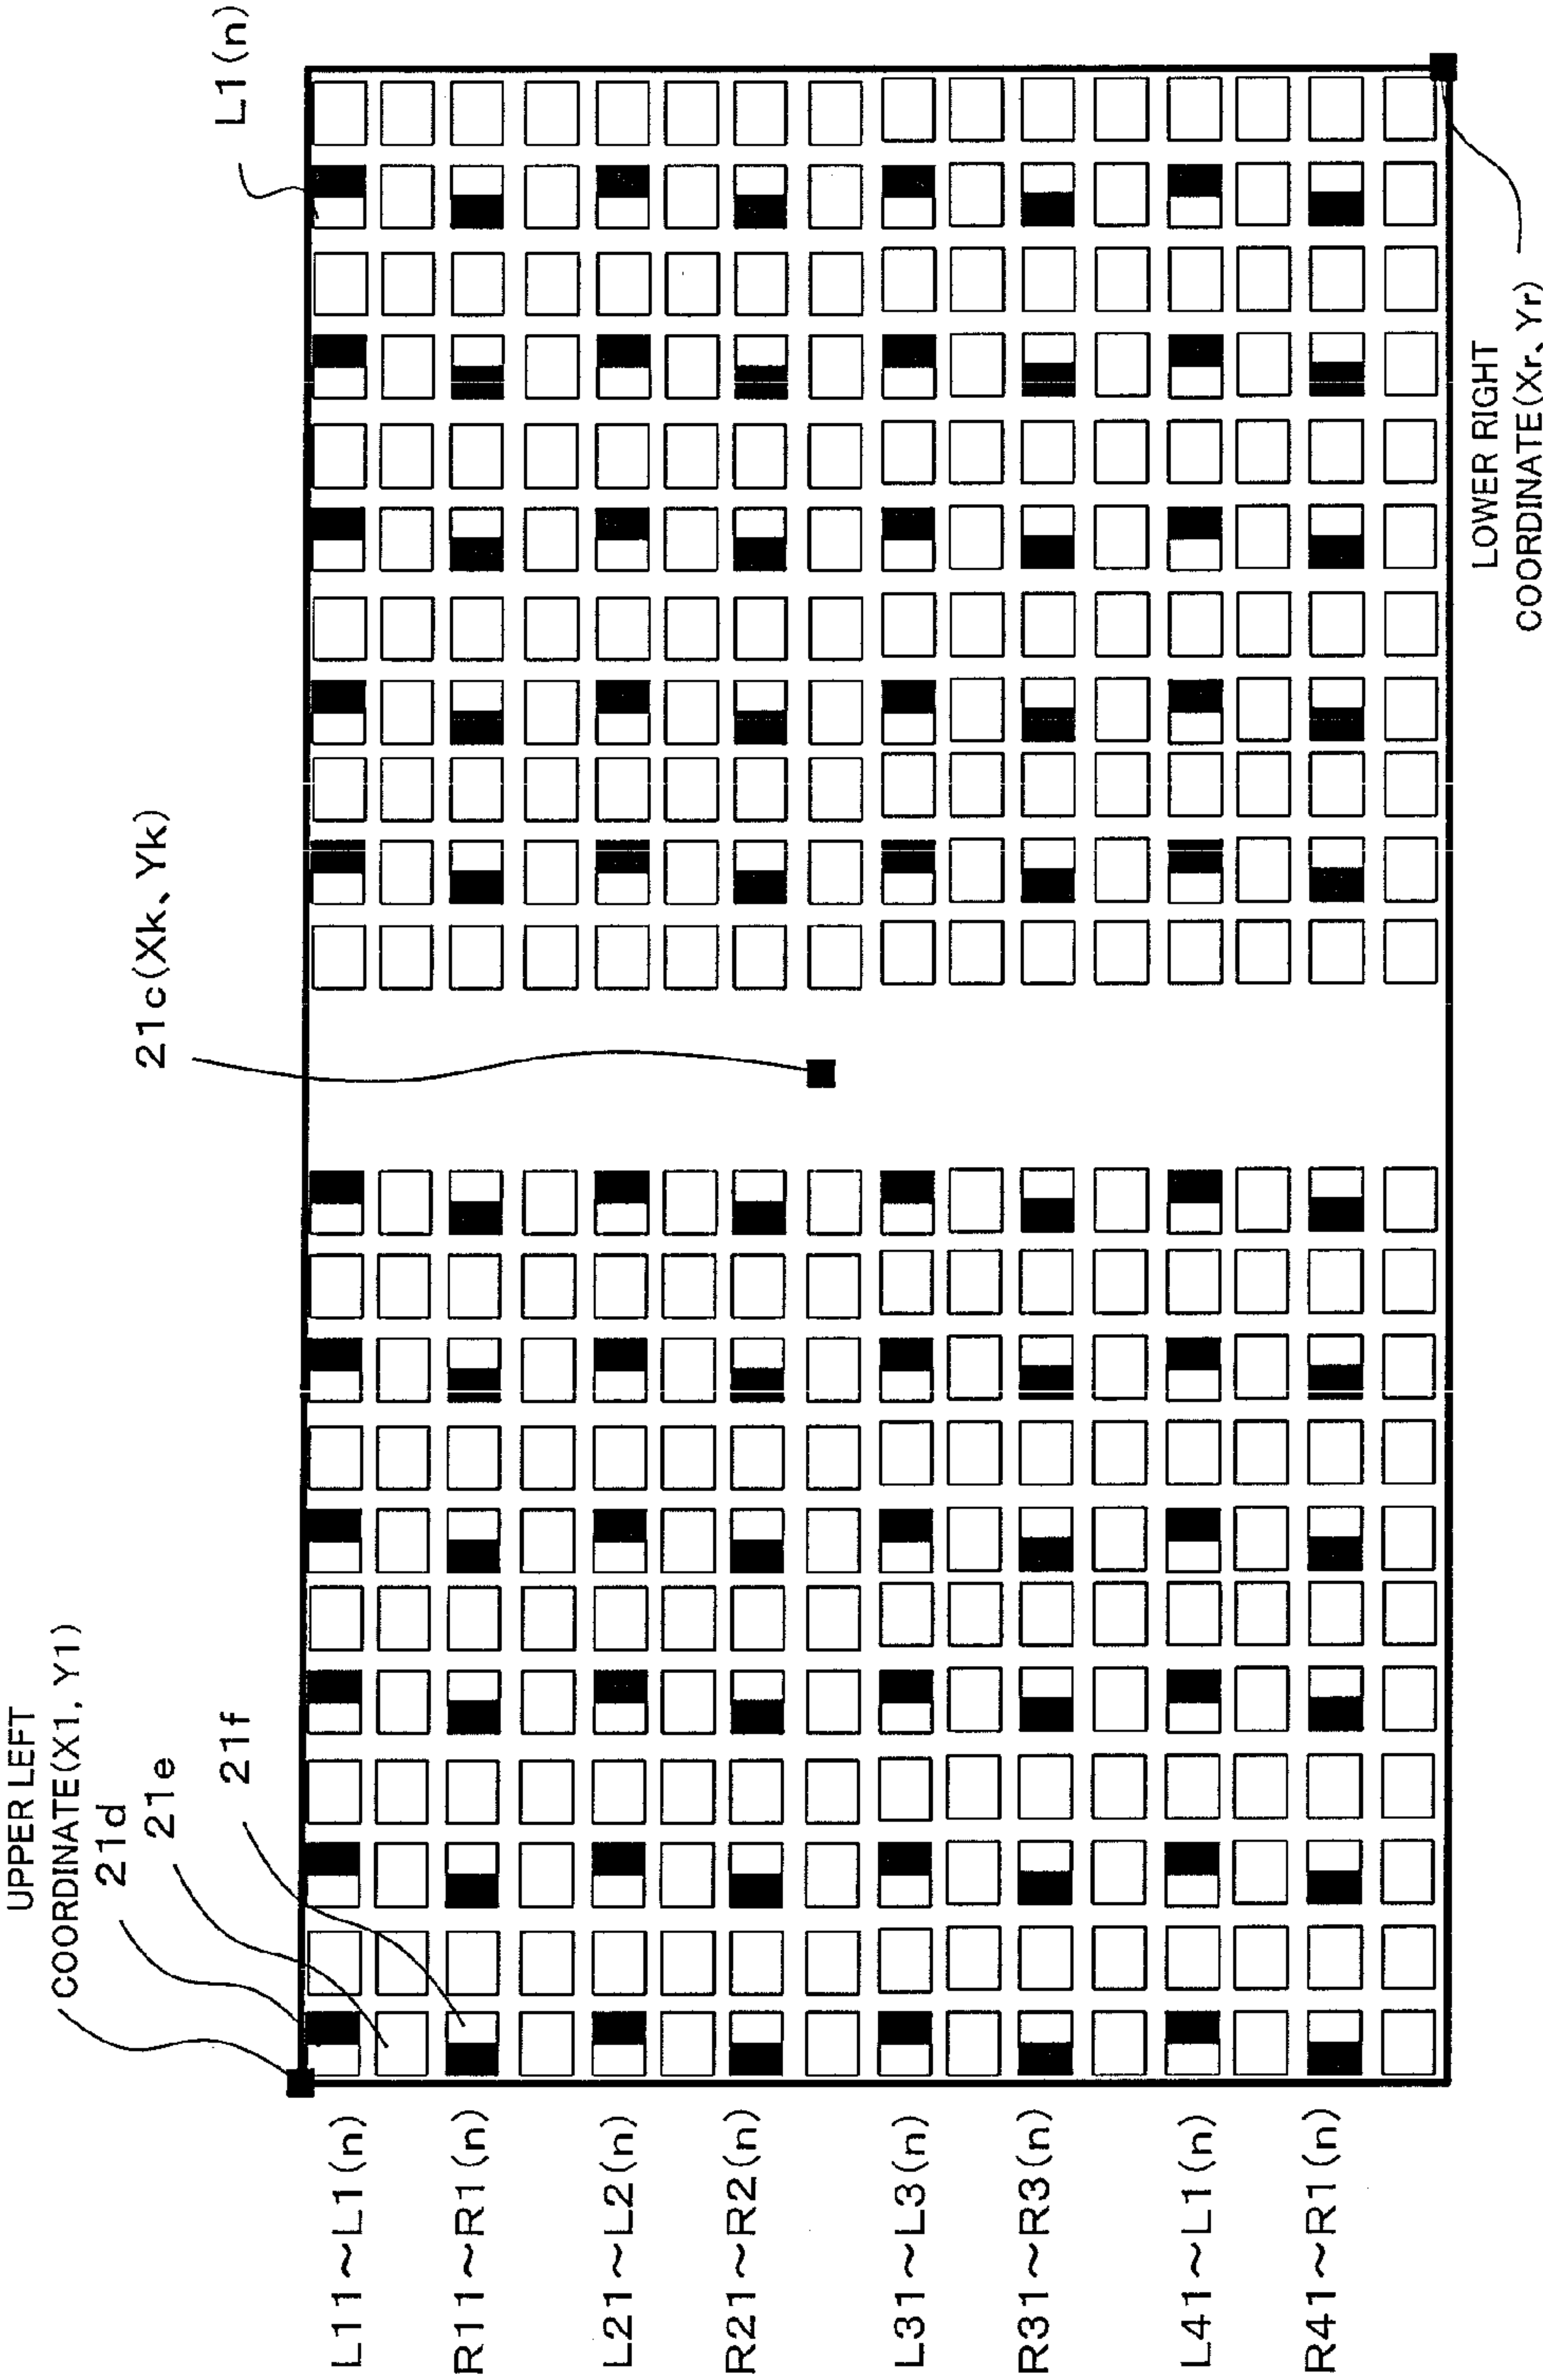 UPPER LEFT
COORDINATE(X1, Y1)
21d
21e
21f
21c(Xk、Yk)
L1(n)
L11~L1(n)
R11~R1(n)
L21~L2(n)
R21~R2(n)
L31~L3(n)
R31~R3(n)
L41~L1(n)
R41~R1(n)
LOWER RIGHT
COORDINATE(Xr、Yr)